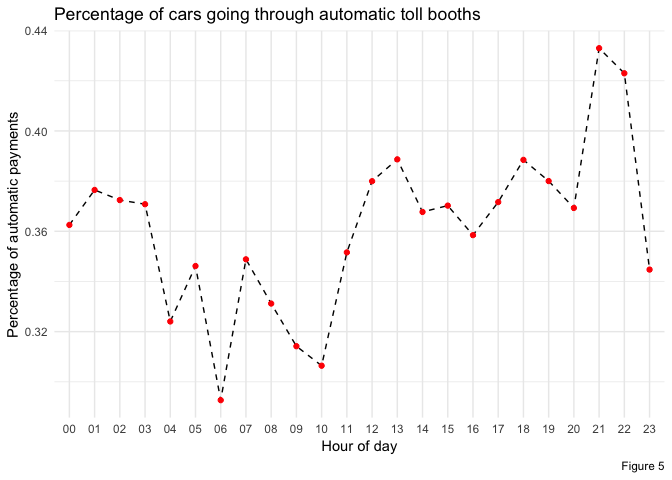 Percentage of cars going through automatic toll booths
Percentage of automatic payments
0.44
0.40
0.36
0.32
00 01 02 03 04 05 06 07 08 09 10 11 12 13 14 15 16 17 18 19 20 21 22 23
Hour of day
Figure 5